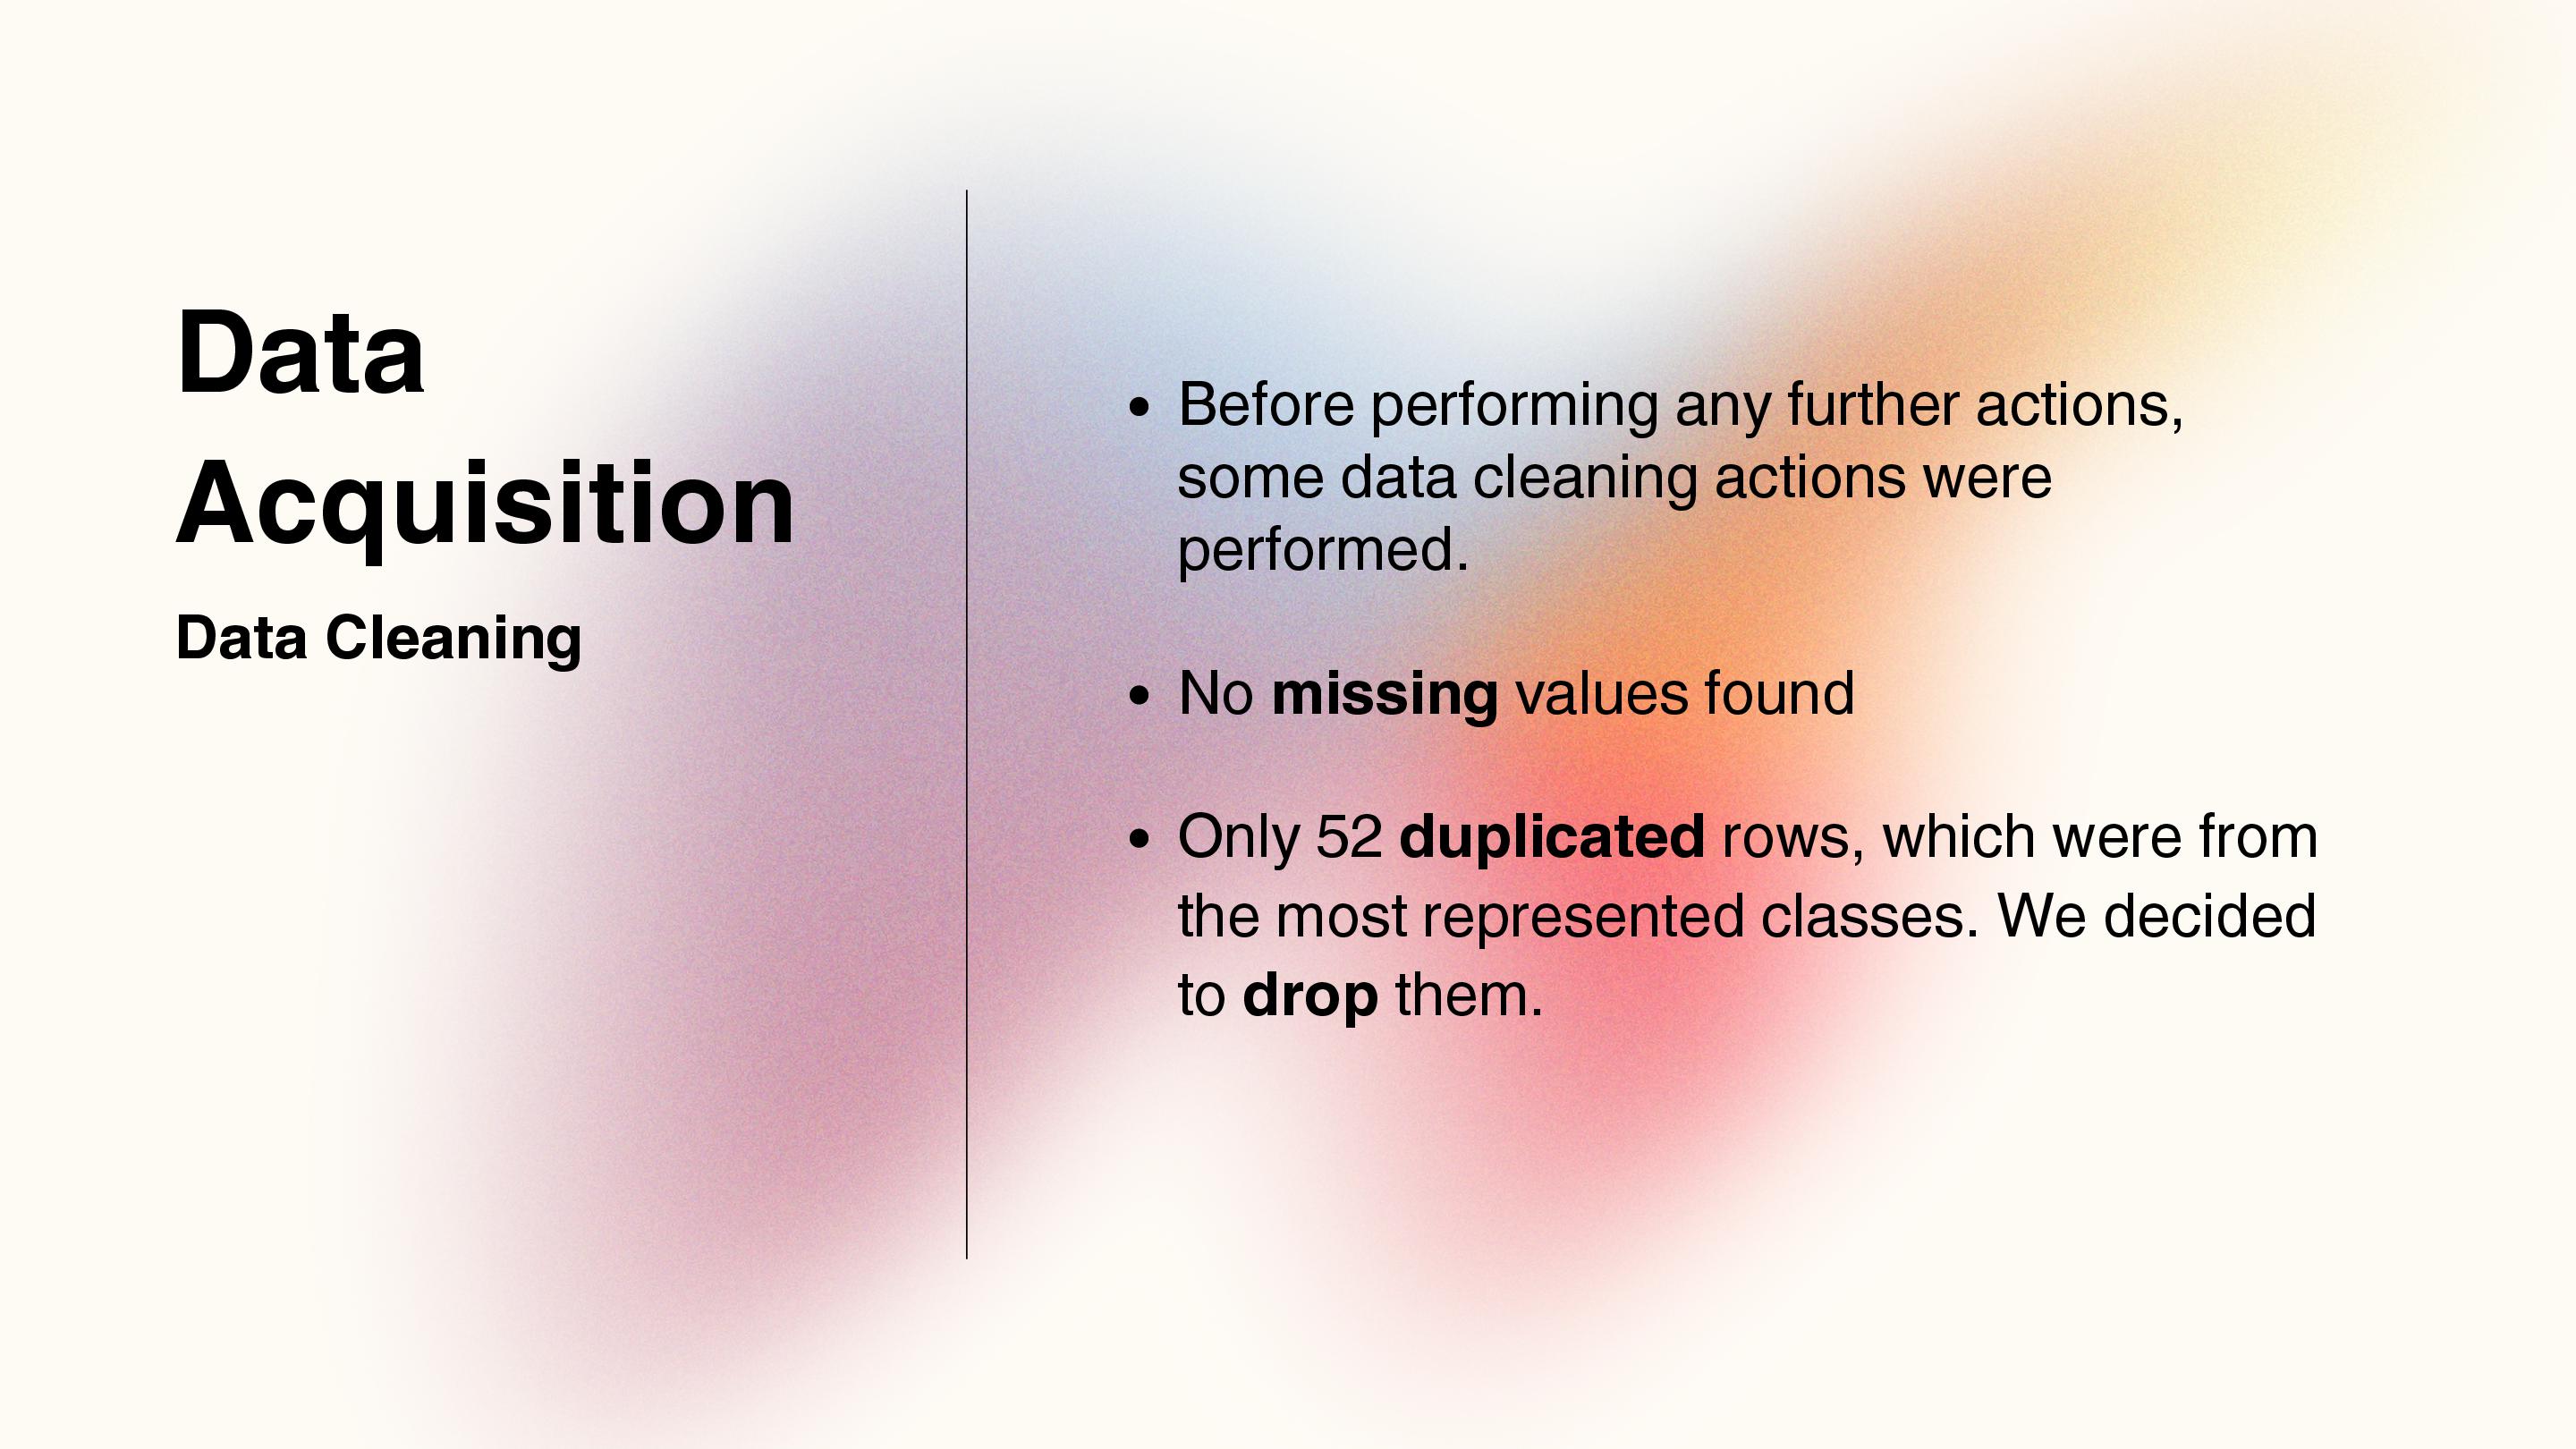 Data
Acquisition
Data Cleaning
• Before performing any further actions,
some data cleaning actions were
performed.
• No missing values found
• Only 52 duplicated rows, which were from
the most represented classes. We decided
to drop them.